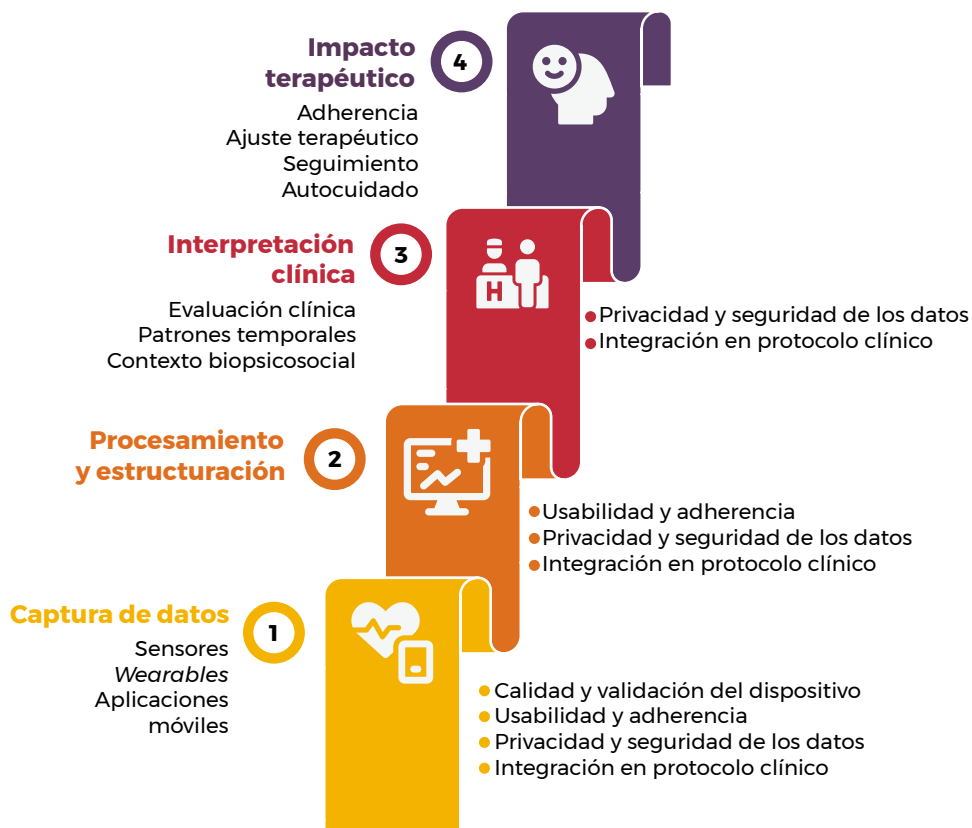 Impacto
terapéutico
4
Adherencia
Ajuste terapéutico
Seguimiento
Autocuidado
Interpretación
clínica
3
H
Evaluación clínica
Patrones temporales
Contexto biopsicosocial
Privacidad y seguridad de los datos
Integración en protocolo clínico
Procesamiento
y estructuración
2
Usabilidad y adherencia
Privacidad y seguridad de los datos
Integración en protocolo clínico
Captura de datos
1
Sensores
Wearables
Aplicaciones
móviles
Calidad y validación del dispositivo
Usabilidad y adherencia
Privacidad y seguridad de los datos
Integración en protocolo clínico